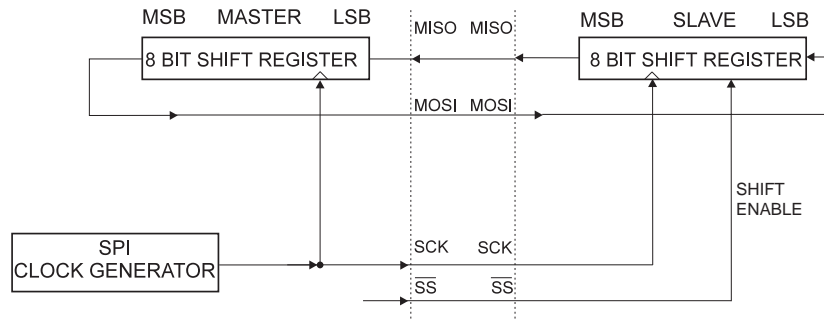 MSB MASTER LSB
MISO MISO
MSB SLAVE LSB
8 BIT SHIFT REGISTER
8 BIT SHIFT REGISTER
MOSI MOSI
SHIFT
ENABLE
SPI
CLOCK GENERATOR
SCK SCK
SS SS